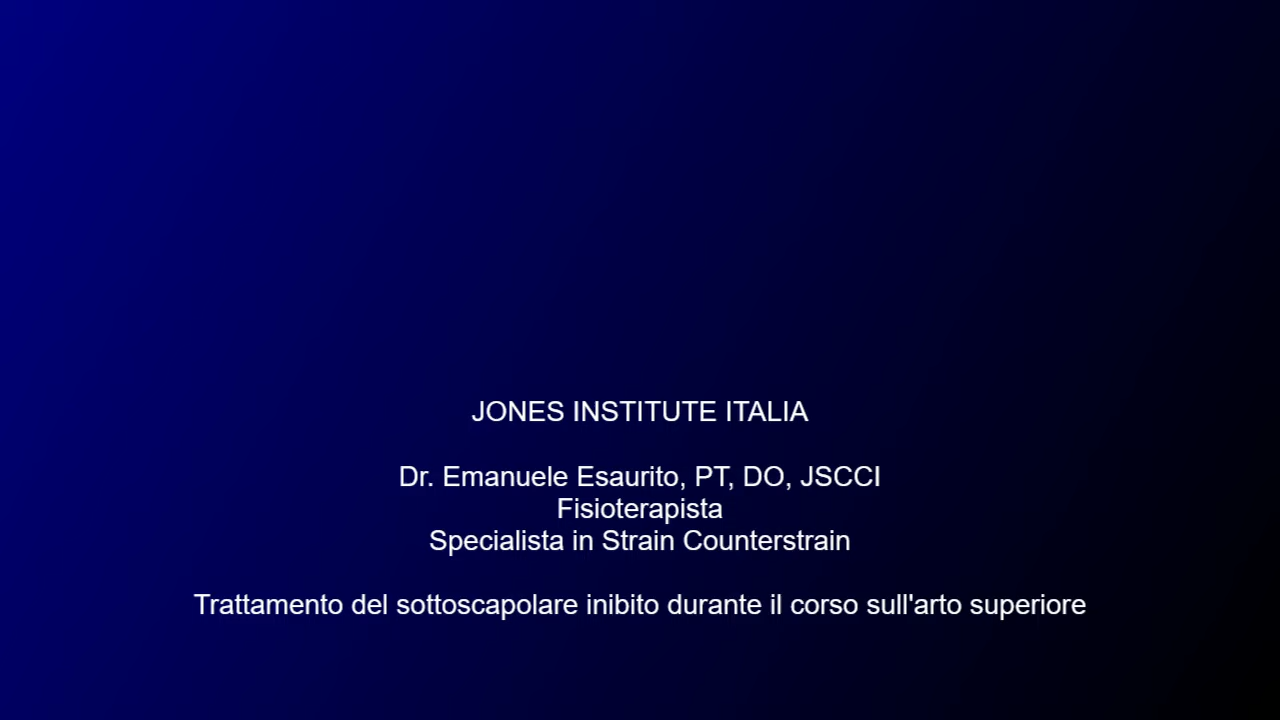 JONES INSTITUTE ITALIA
Dr. Emanuele Esaurito, PT, DO, JSCCI
Fisioterapista
Specialista in Strain Counterstrain
Trattamento del sottoscapolare inibito durante il corso sull'arto superiore